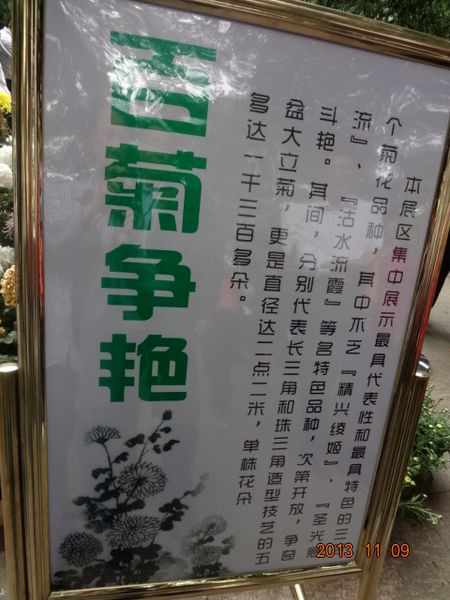 百菊争艳
本展区集中展示最具代表性和最具特色的三
个菊花品种，其中不乏『精兴绫姬』、『圣光
流』、『沽水流霞』等名特色品种，次第开放，争奇
斗艳。其间，分别代表长三角和珠三角造型技艺的五
盆大立菊，更是直径达二点二米，单株花朵
多达一千三百多朵。
2013 11 09